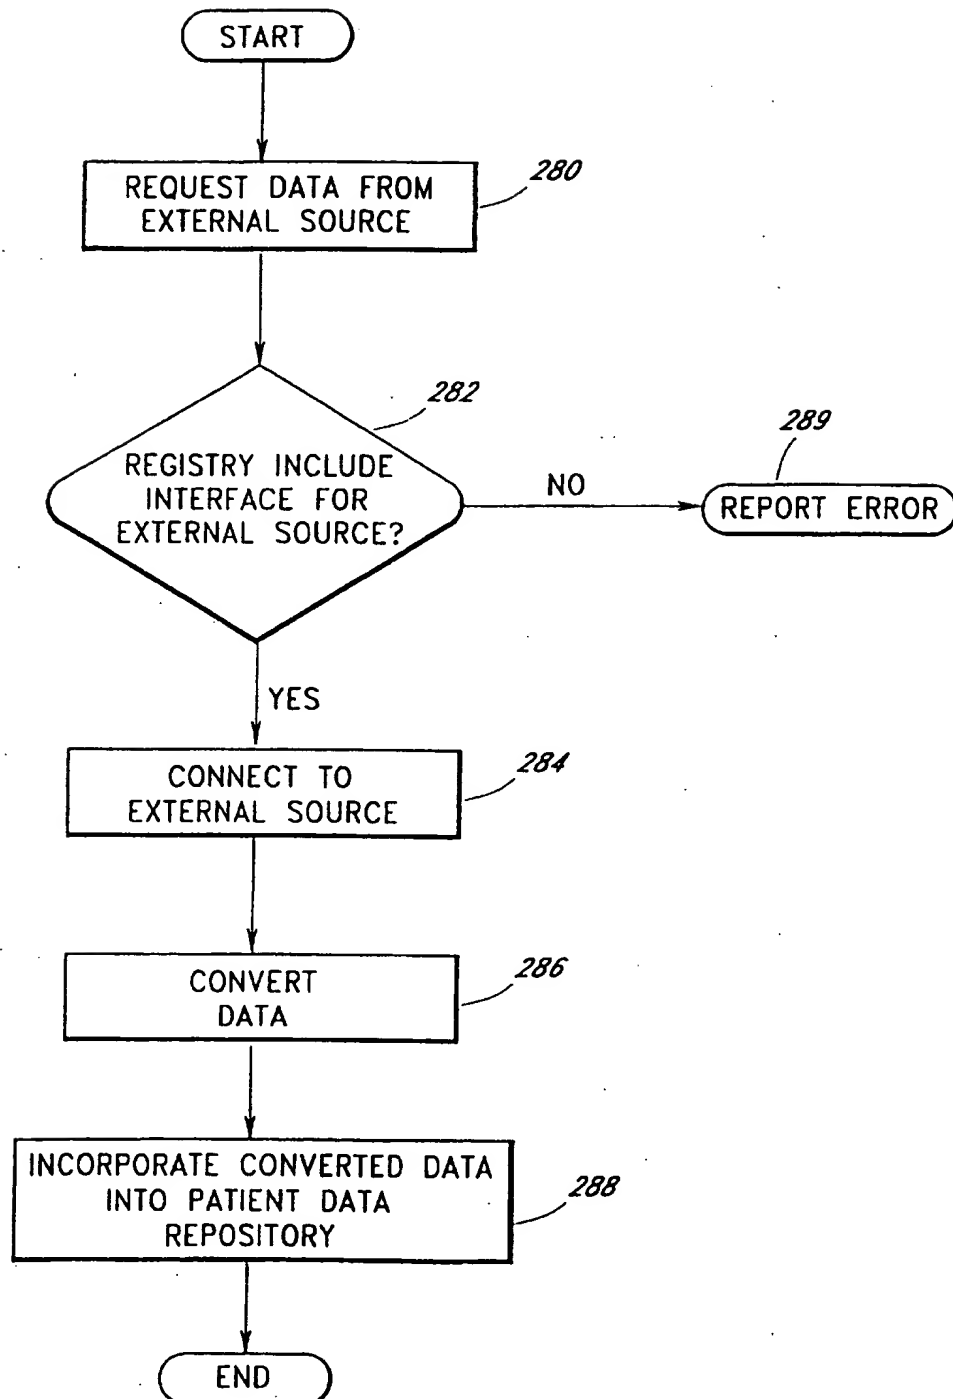 START
280
REQUEST DATA FROM
EXTERNAL SOURCE
282
289
REGISTRY INCLUDE
INTERFACE FOR
EXTERNAL SOURCE?
NO
REPORT ERROR
YES
284
CONNECT TO
EXTERNAL SOURCE
286
CONVERT
DATA
INCORPORATE CONVERTED DATA
INTO PATIENT DATA
REPOSITORY
288
END